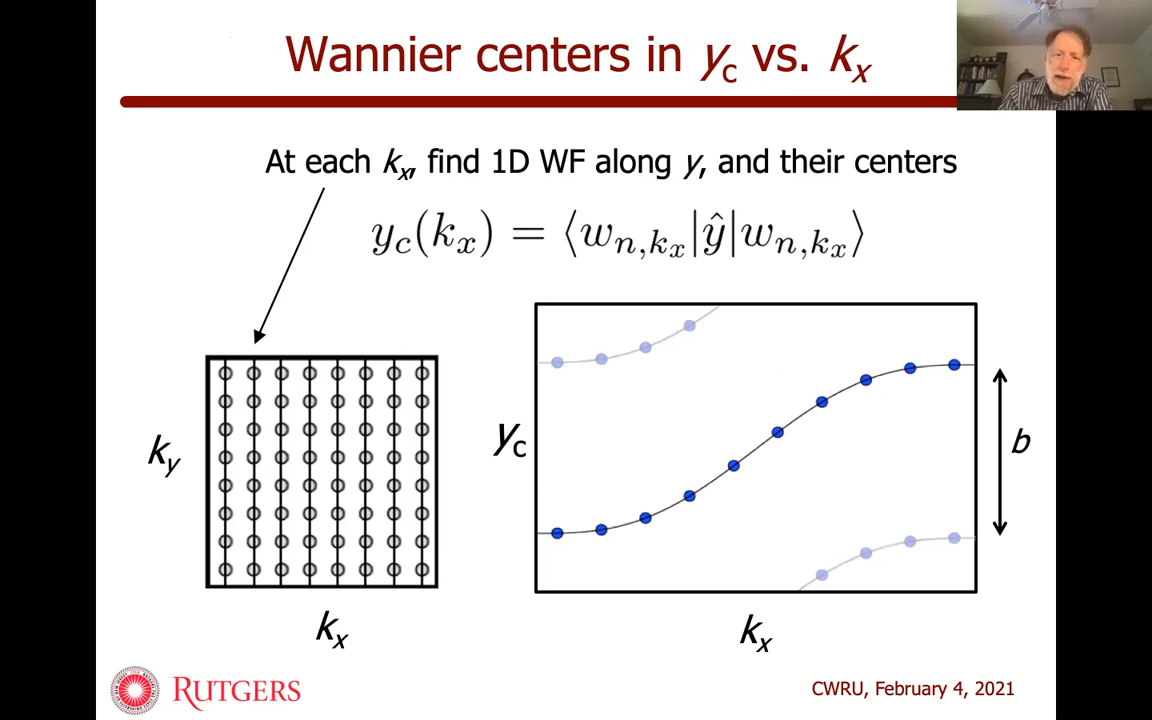 Wannier centers in y_c vs. k_x
At each k_x, find 1D WF along y, and their centers
y_c(k_x) = ⟨w_{n,k_x}|ŷ|w_{n,k_x}⟩
k_y
k_x
y_c
b
k_x
RUTGERS
CWRU, February 4, 2021